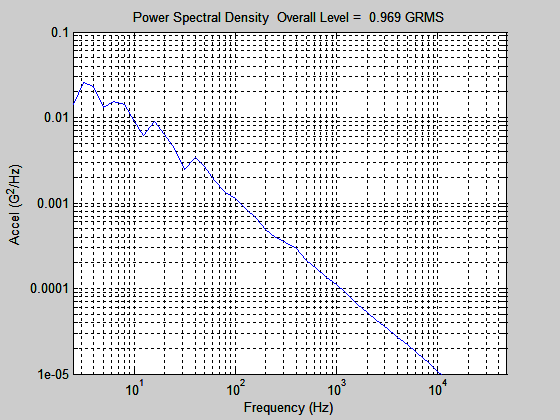 Power Spectral Density  Overall Level =  0.969 GRMS
0.1
0.01
0.001
0.0001
1e-05
Accel (G²/Hz)
10¹ 10² 10³ 10⁴
Frequency (Hz)